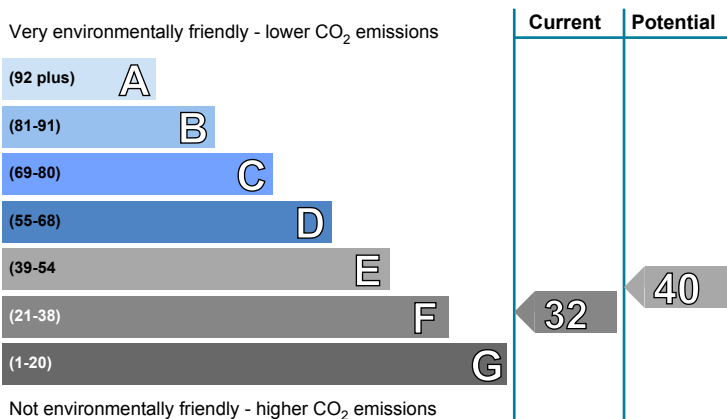 Current Potential
Very environmentally friendly - lower CO₂ emissions
(92 plus) A
(81-91) B
(69-80) C
(55-68) D
(39-54 E
40
(21-38) F
32
(1-20) G
Not environmentally friendly - higher CO₂ emissions